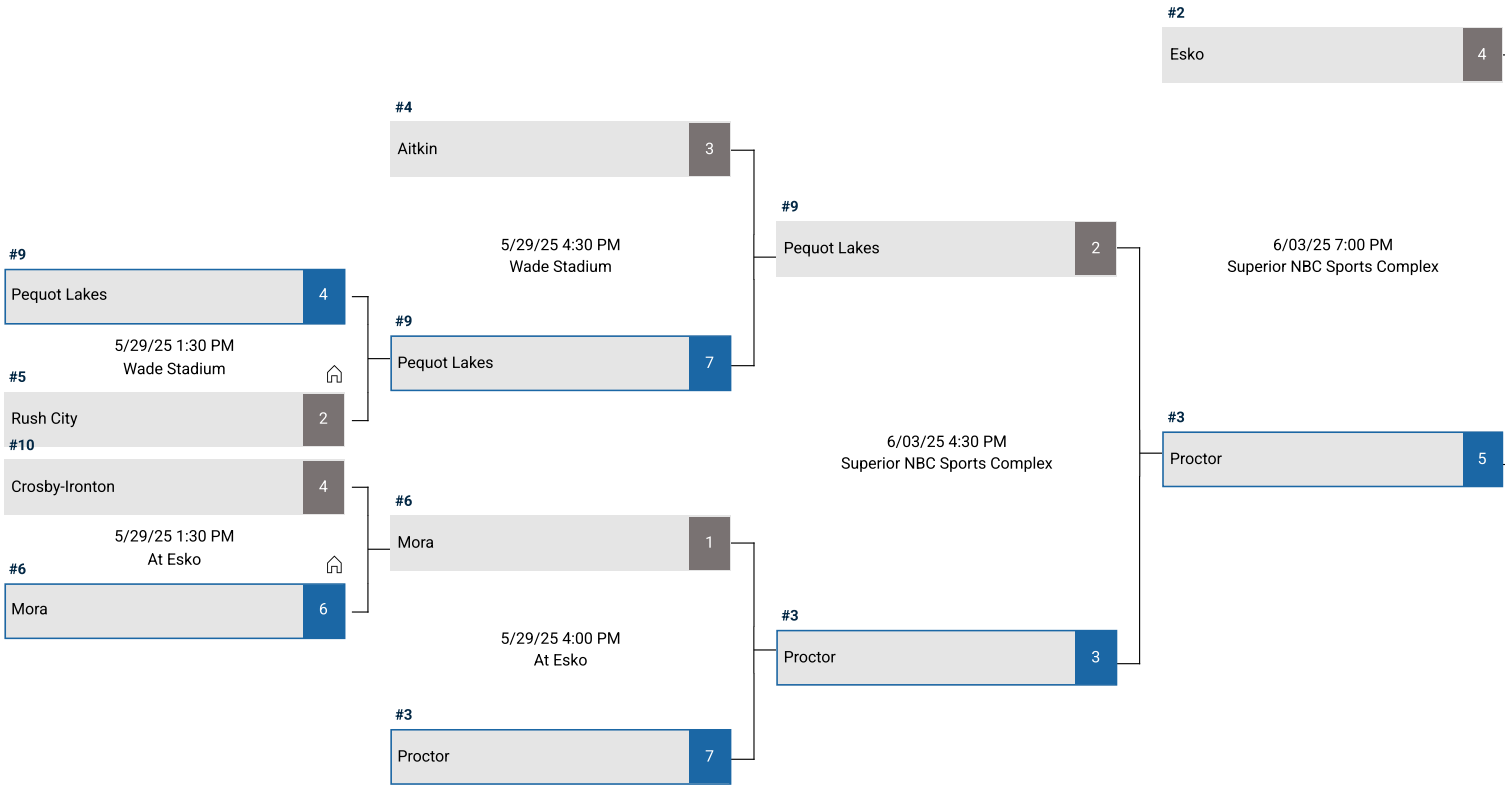 #9
Pequot Lakes
4
5/29/25 1:30 PM
Wade Stadium
#5
Rush City
2
#10
Crosby-Ironton
4
5/29/25 1:30 PM
At Esko
#6
Mora
6
#4
Aitkin
3
5/29/25 4:30 PM
Wade Stadium
#9
Pequot Lakes
7
#6
Mora
1
5/29/25 4:00 PM
At Esko
#3
Proctor
7
#9
Pequot Lakes
2
6/03/25 4:30 PM
Superior NBC Sports Complex
#3
Proctor
3
#2
Esko
4
6/03/25 7:00 PM
Superior NBC Sports Complex
#3
Proctor
5